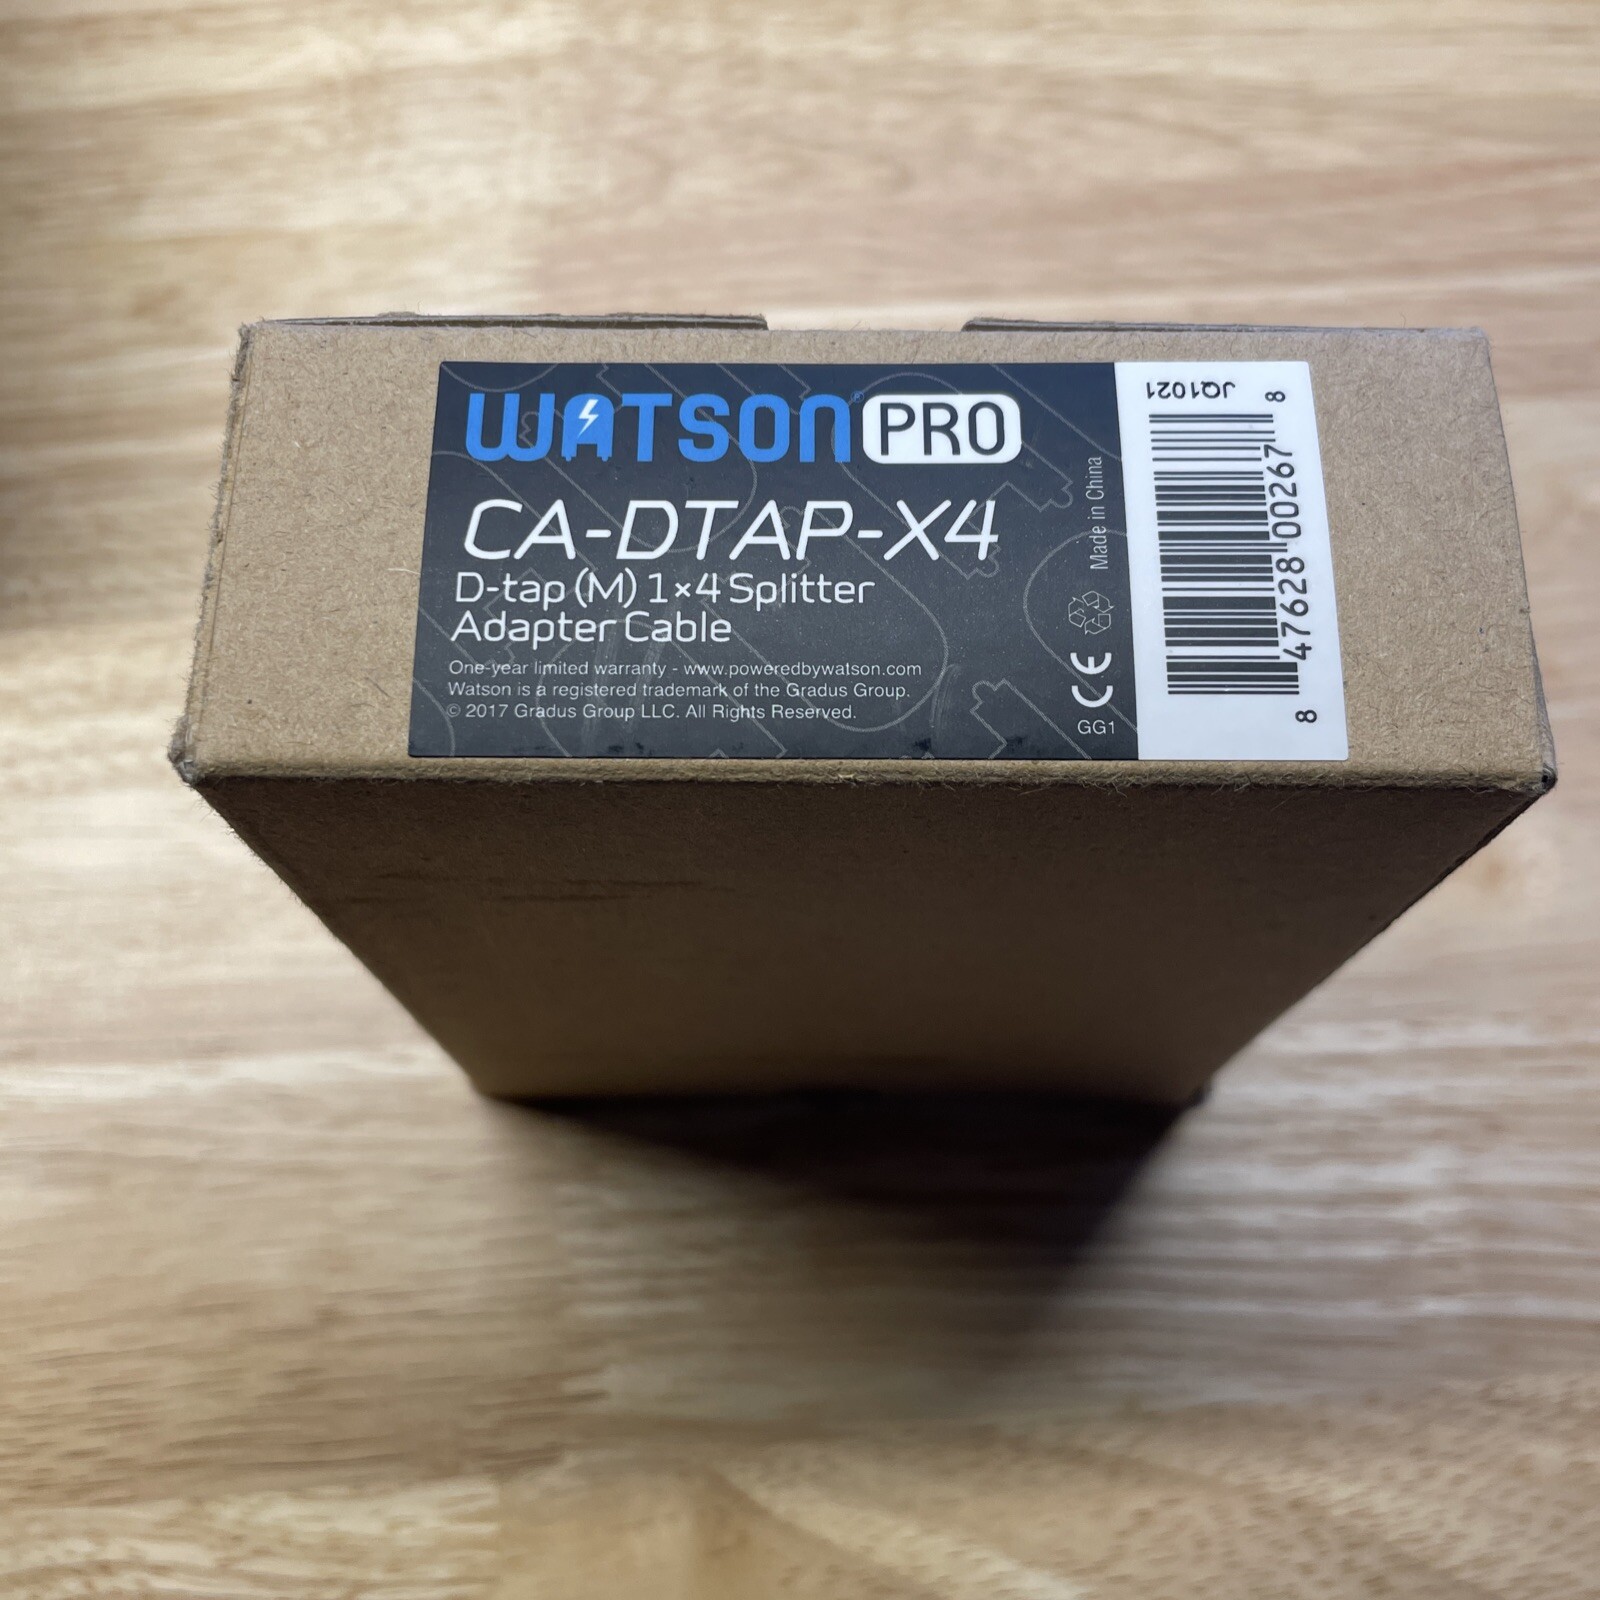 WATSON® PRO
CA-DTAP-X4
D-tap (M) 1×4 Splitter
Adapter Cable
One-year limited warranty - www.poweredbywatson.com
Watson is a registered trademark of the Gradus Group.
© 2017 Gradus Group LLC. All Rights Reserved.
Made in China
CE
GG1
JQ1021
8 47628 00267 8